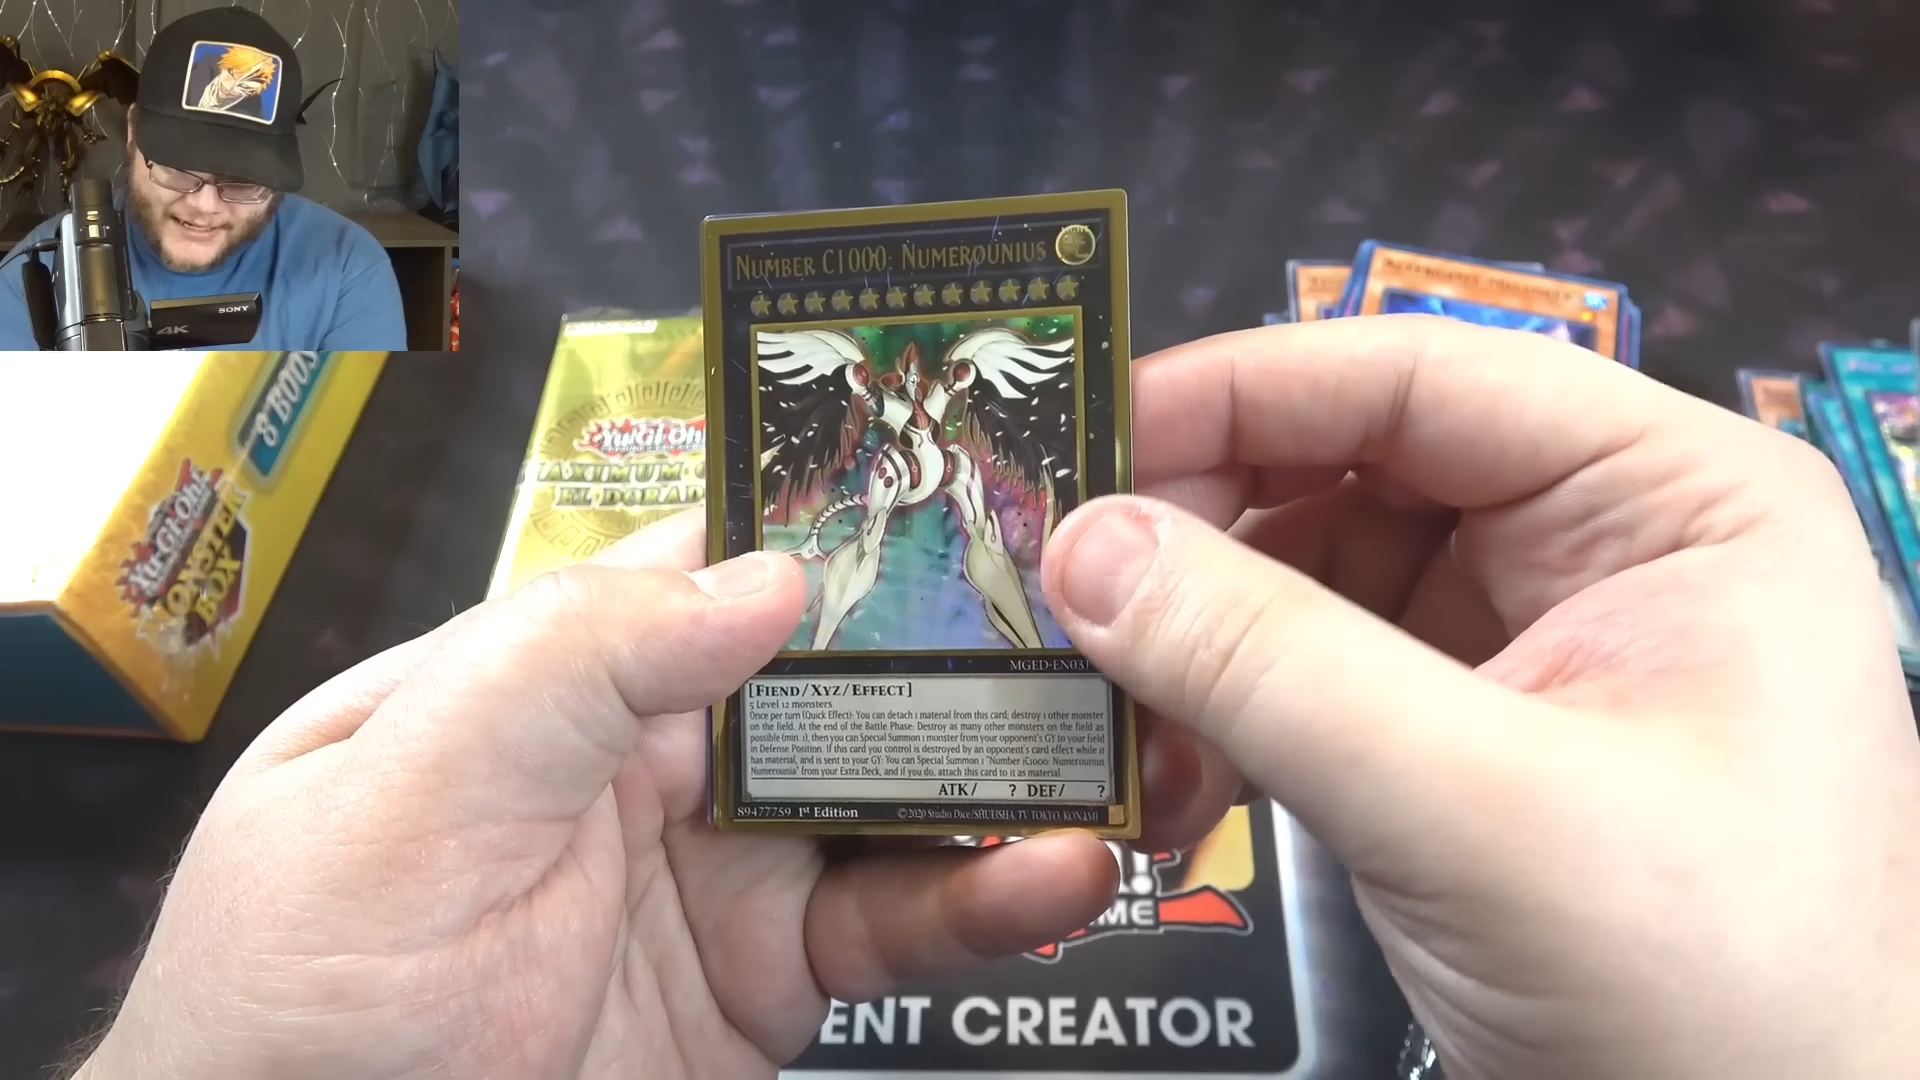 SONY
4K
8 BOOS
Yu-Gi-Oh!
MONSTER
BOX
Yu-Gi-Oh!
MAXIMUM
EL DORAD
NUMBER C1000: NUMEROUNIUS
MGED-EN031
[FIEND/XYZ/EFFECT]
5 Level 12 monsters
Once per turn (Quick Effect): You can detach 1 material from this card; destroy 1 other monster
on the field. At the end of the Battle Phase: Destroy as many other monsters on the field as
possible (min. 1), then you can Special Summon 1 monster from your opponent's GY to your field
in Defense Position. If this card you control is destroyed by an opponent's card effect while it
has material, and is sent to your GY: You can Special Summon 1 "Number iC1000: Numerounius
Numerounia" from your Extra Deck, and if you do, attach this card to it as material.
ATK/ ? DEF/ ?
89477759 1st Edition ©2020 Studio Dice/SHUEISHA, TV TOKYO, KONAMI
ME
ENT CREATOR